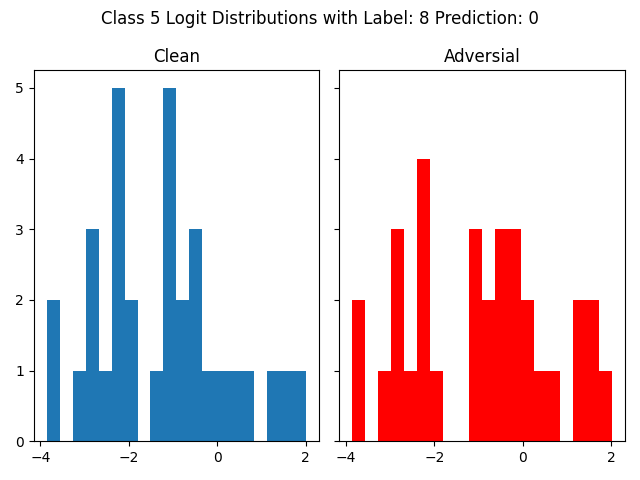 Class 5 Logit Distributions with Label: 8 Prediction: 0
Clean
Adversial
5
4
3
2
1
0
−4 −2 0 2
−4 −2 0 2